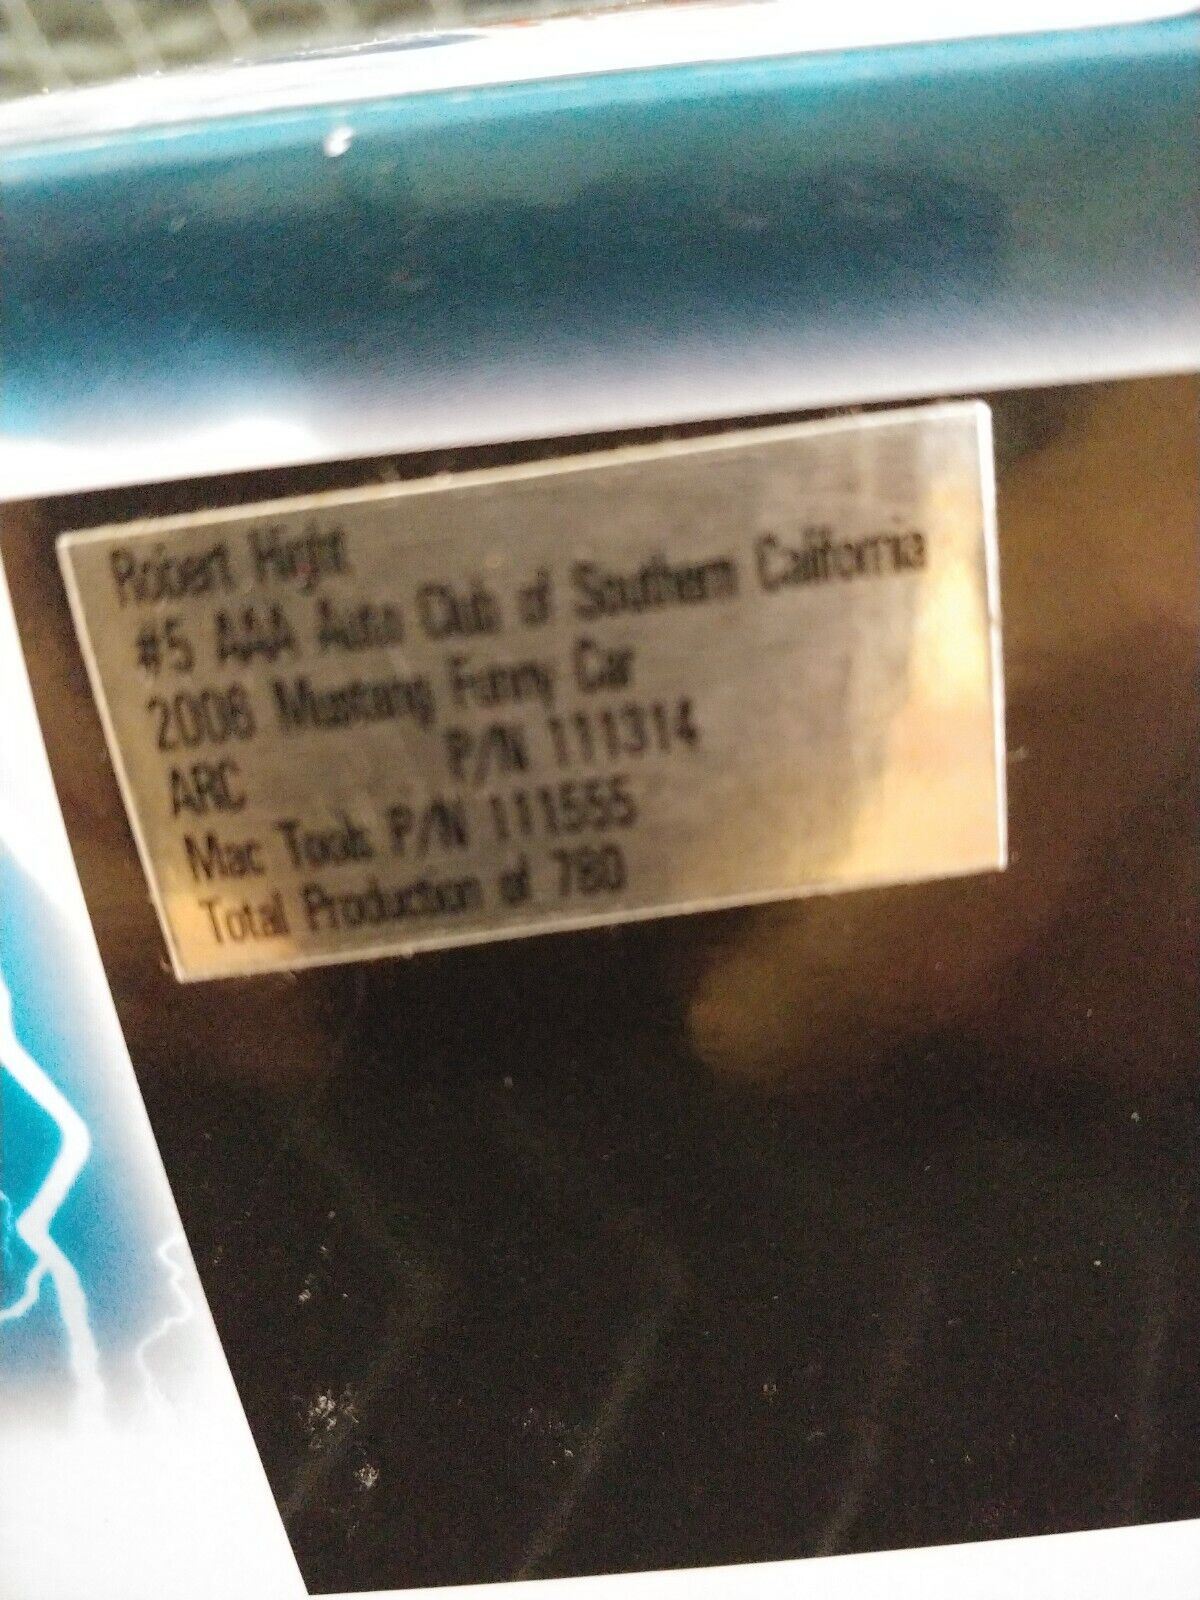 Robert Hight
#5 AAA Auto Club of Southern California
2008 Mustang Funny Car
ARC P/N 111314
Mac Tools P/N 111555
Total Production of 780